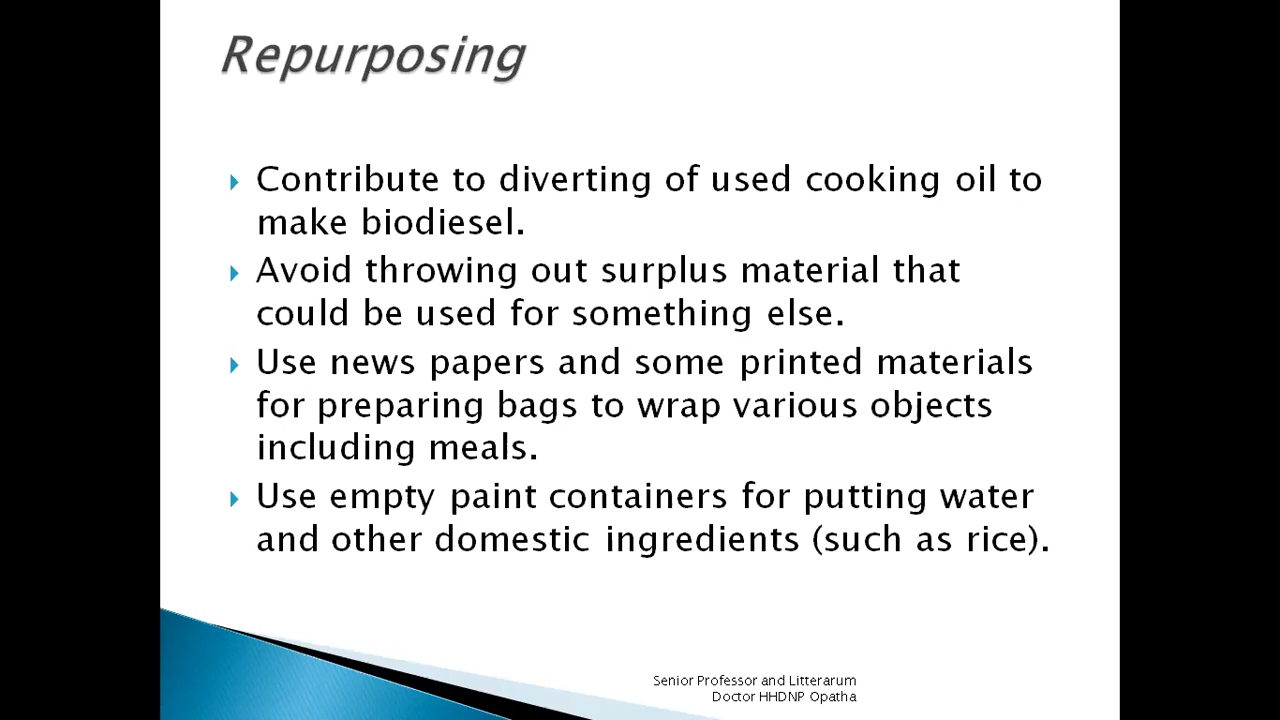 Repurposing
Contribute to diverting of used cooking oil to
make biodiesel.
Avoid throwing out surplus material that
could be used for something else.
Use news papers and some printed materials
for preparing bags to wrap various objects
including meals.
Use empty paint containers for putting water
and other domestic ingredients (such as rice).
Senior Professor and Litterarum
Doctor HHDNP Opatha